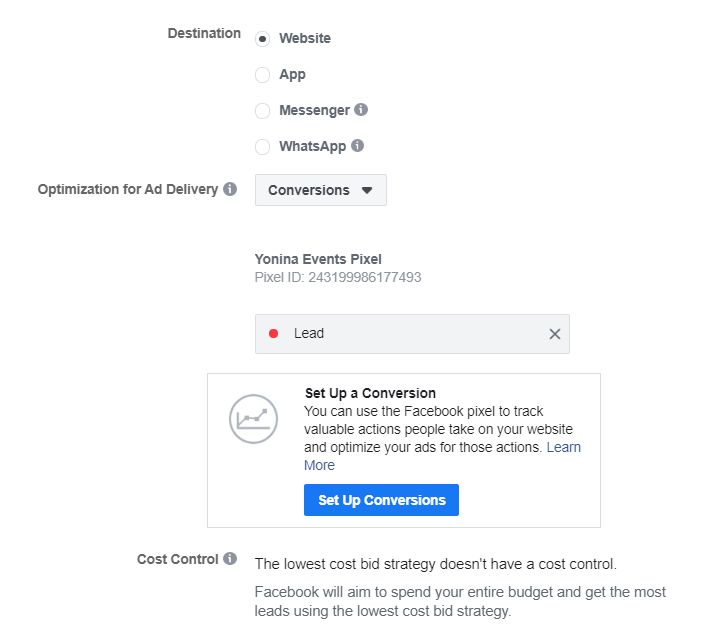 Destination
Website
App
Messenger
WhatsApp
Optimization for Ad Delivery
Conversions
Yonina Events Pixel
Pixel ID: 243199986177493
Lead
Set Up a Conversion
You can use the Facebook pixel to track
valuable actions people take on your website
and optimize your ads for those actions. Learn
More
Set Up Conversions
Cost Control
The lowest cost bid strategy doesn't have a cost control.
Facebook will aim to spend your entire budget and get the most
leads using the lowest cost bid strategy.